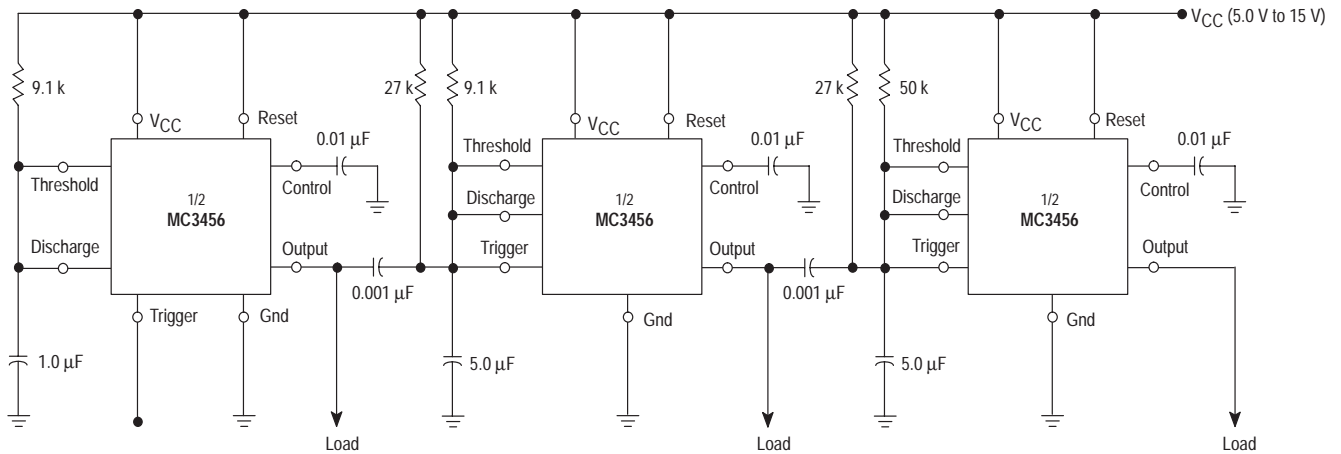 VCC (5.0 V to 15 V)
9.1 k
27 k
9.1 k
27 k
50 k
VCC
Reset
VCC
Reset
VCC
Reset
0.01 µF
0.01 µF
0.01 µF
Threshold
Control
Threshold
Control
Threshold
Control
1/2
MC3456
1/2
MC3456
1/2
MC3456
Discharge
Discharge
Discharge
Output
Trigger
Output
Trigger
Output
0.001 µF
0.001 µF
Trigger
Gnd
Gnd
Gnd
1.0 µF
5.0 µF
5.0 µF
Load
Load
Load